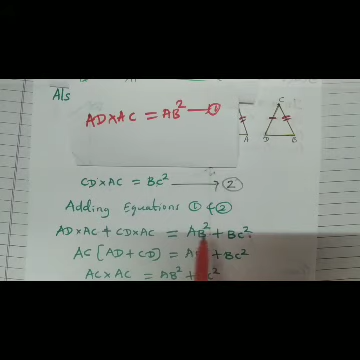 Als
AD×AC = AB² ⟶ ①
C
A D B
CD×AC = BC² ⟶ ②
Adding Equations ① & ②
AD×AC + CD×AC = AB² + BC²
AC [AD + CD] = + BC²
AC×AC = AB² +